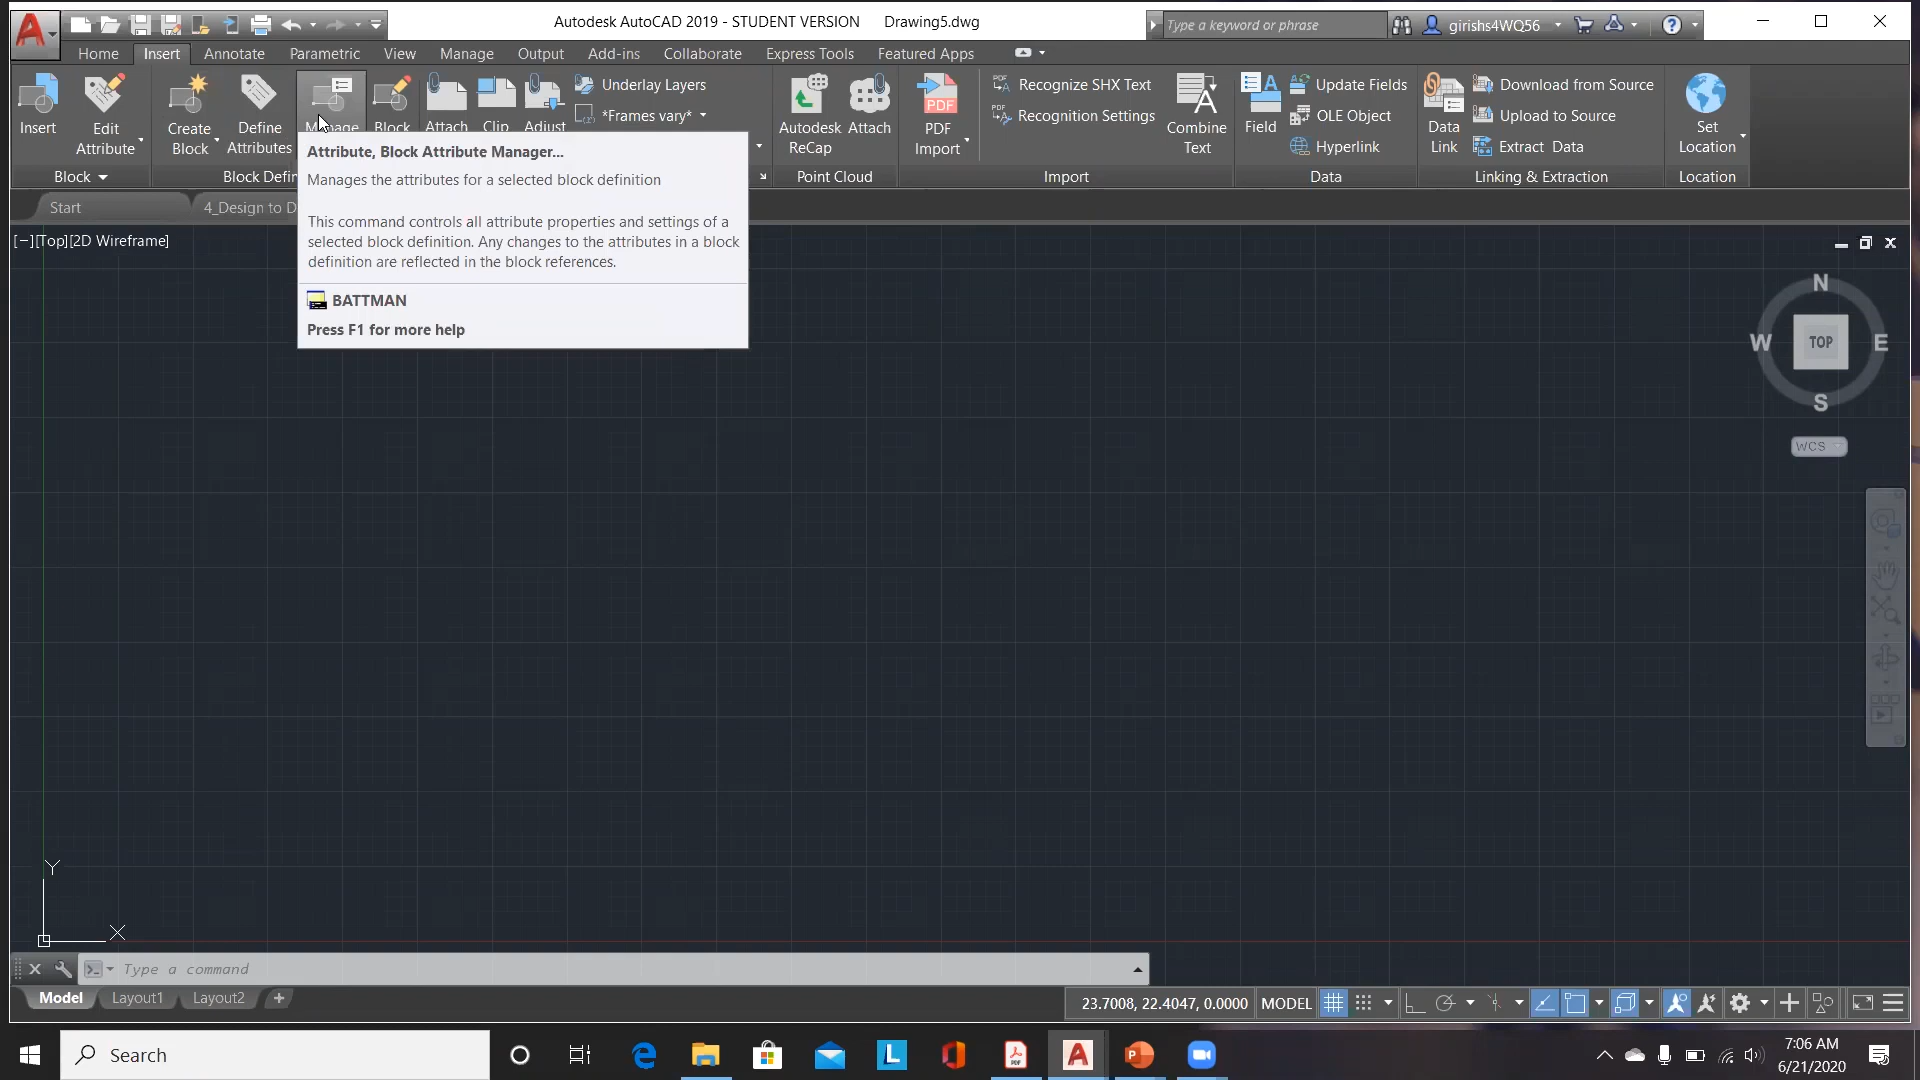 Autodesk AutoCAD 2019 - STUDENT VERSION Drawing5.dwg
Type a keyword or phrase
girishs4WQ56
Home Insert Annotate Parametric View Manage Output Add-ins Collaborate Express Tools Featured Apps
Insert
Edit
Attribute
Create
Block
Define
Attributes
Manage
Block
Attach
Clip
Adjust
Underlay Layers
*Frames vary*
Autodesk
ReCap
Attach
PDF
PDF
Import
Recognize SHX Text
Recognition Settings
Combine
Text
Field
Update Fields
OLE Object
Hyperlink
Data
Link
Download from Source
Upload to Source
Extract Data
Set
Location
Block
Block Defin
Point Cloud
Import
Data
Linking & Extraction
Location
Start
4_Design to D
[−][Top][2D Wireframe]
Attribute, Block Attribute Manager...
Manages the attributes for a selected block definition
This command controls all attribute properties and settings of a
selected block definition. Any changes to the attributes in a block
definition are reflected in the block references.
BATTMAN
Press F1 for more help
N
W TOP E
S
WCS
Y
X
Type a command
Model Layout1 Layout2
23.7008, 22.4047, 0.0000 MODEL
Search
7:06 AM
6/21/2020